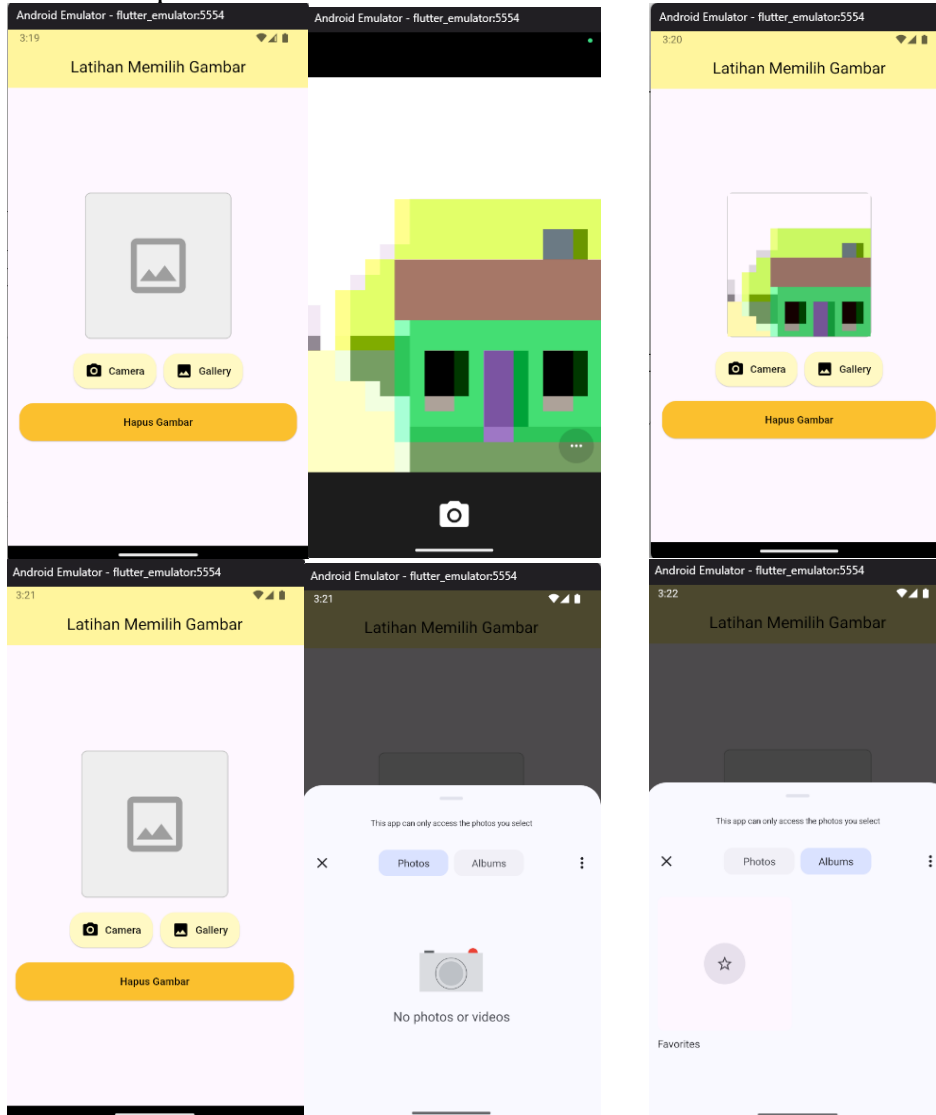 Android Emulator - flutter_emulator:5554
3:19
Latihan Memilih Gambar
Camera
Gallery
Hapus Gambar
Android Emulator - flutter_emulator:5554
Android Emulator - flutter_emulator:5554
3:20
Latihan Memilih Gambar
Camera
Gallery
Hapus Gambar
Android Emulator - flutter_emulator:5554
3:21
Latihan Memilih Gambar
Camera
Gallery
Hapus Gambar
Android Emulator - flutter_emulator:5554
3:21
Latihan Memilih Gambar
This app can only access the photos you select
Photos
Albums
No photos or videos
Android Emulator - flutter_emulator:5554
3:22
Latihan Memilih Gambar
This app can only access the photos you select
Photos
Albums
Favorites